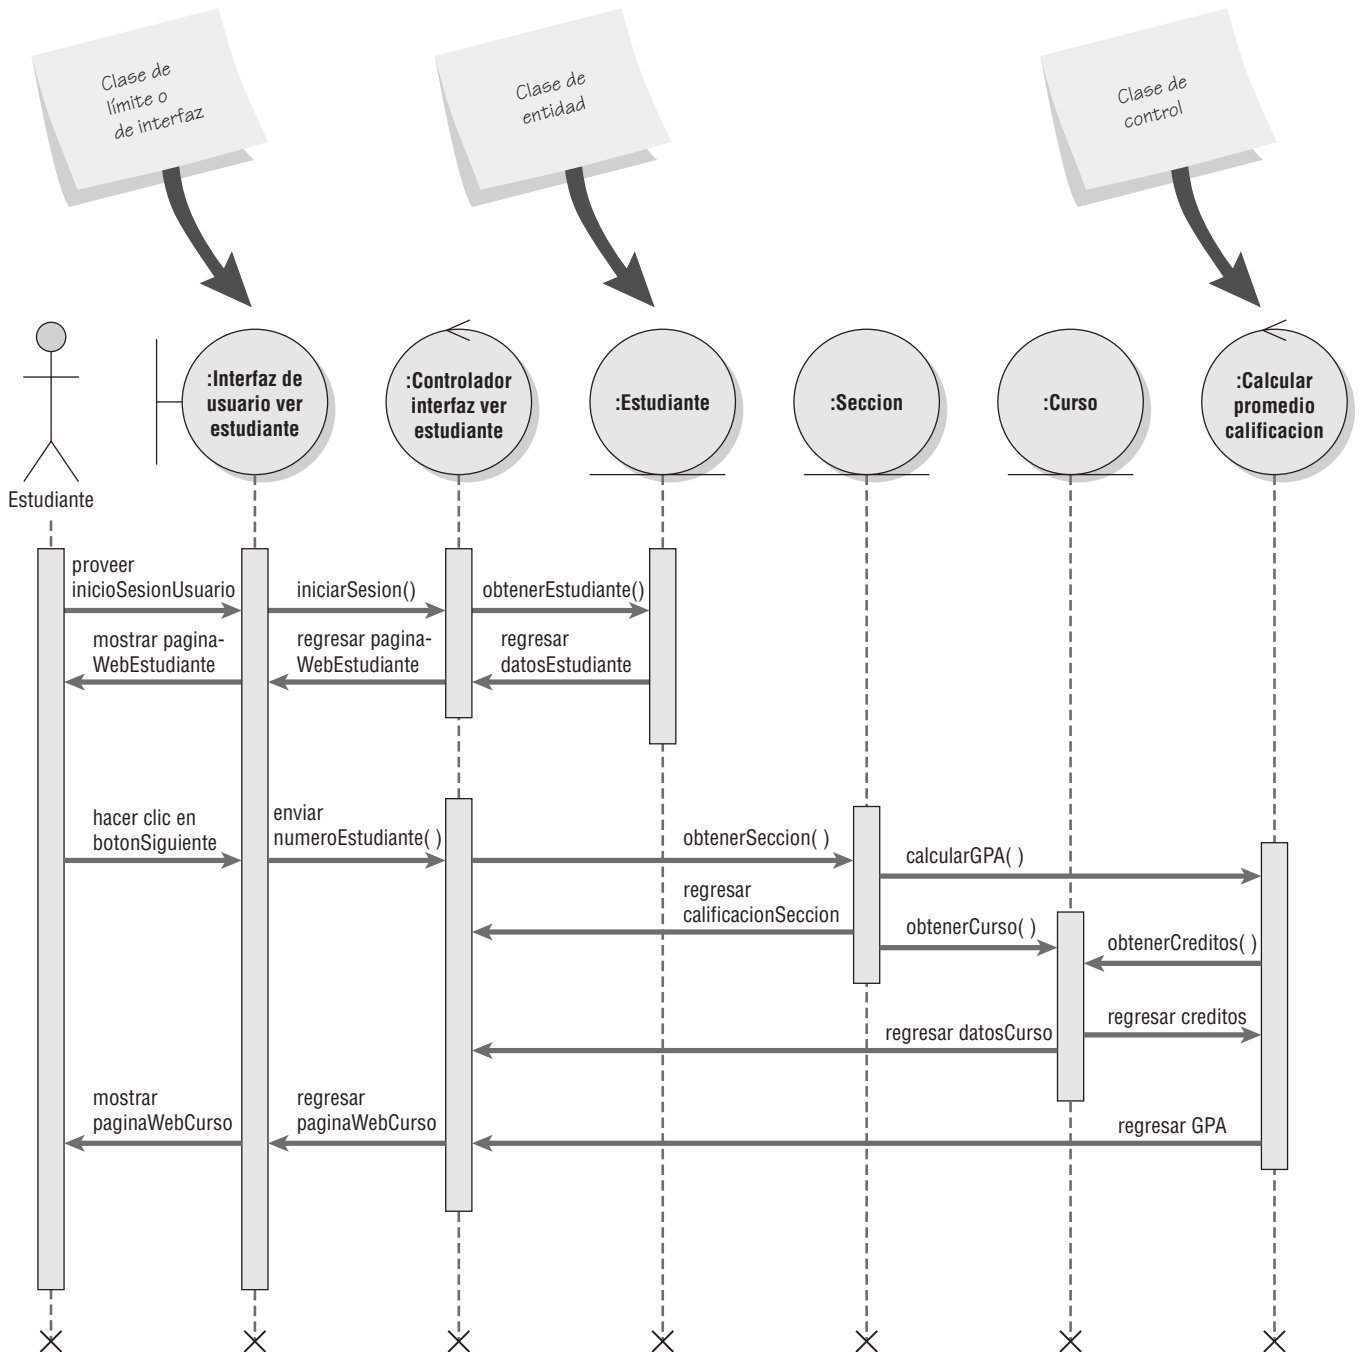 Clase de
límite o
de interfaz
Clase de
entidad
Clase de
control
:Interfaz de
usuario ver
estudiante
:Controlador
interfaz ver
estudiante
:Estudiante
:Seccion
:Curso
:Calcular
promedio
calificacion
Estudiante
proveer
inicioSesionUsuario
iniciarSesion()
obtenerEstudiante()
mostrar pagina-
WebEstudiante
regresar pagina-
WebEstudiante
regresar
datosEstudiante
hacer clic en
botonSiguiente
enviar
numeroEstudiante( )
obtenerSeccion( )
calcularGPA( )
regresar
calificacionSeccion
obtenerCurso( )
obtenerCreditos( )
regresar creditos
regresar datosCurso
mostrar
paginaWebCurso
regresar
paginaWebCurso
regresar GPA